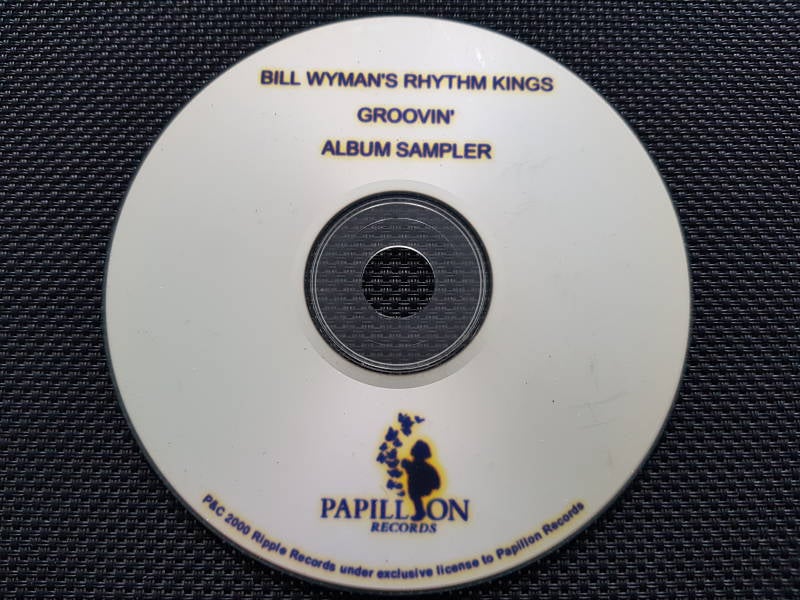 BILL WYMAN'S RHYTHM KINGS
GROOVIN'
ALBUM SAMPLER
PAPILLON
RECORDS
P&C 2000 Ripple Records under exclusive license to Papillon Records